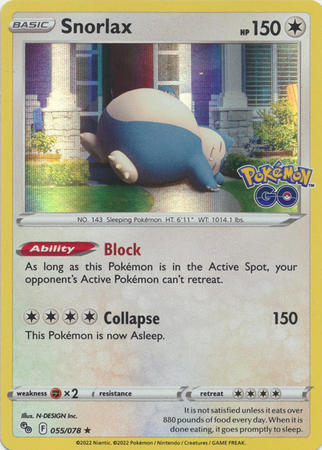 BASIC Snorlax HP 150
Pokémon GO
NO. 143 Sleeping Pokémon HT: 6'11" WT: 1014.1 lbs.
Ability Block
As long as this Pokémon is in the Active Spot, your
opponent's Active Pokémon can't retreat.
Collapse 150
This Pokémon is now Asleep.
weakness ×2 resistance retreat
Illus. N-DESIGN Inc.
F 055/078 ★
It is not satisfied unless it eats over
880 pounds of food every day. When it
is done eating, it goes promptly to sleep.
©2022 Niantic. ©2022 Pokémon / Nintendo / Creatures / GAME FREAK.